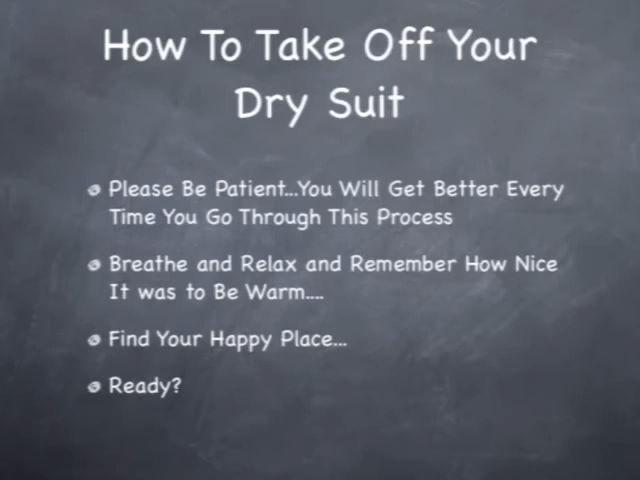 How To Take Off Your
Dry Suit
Please Be Patient...You Will Get Better Every
Time You Go Through This Process
Breathe and Relax and Remember How Nice
It was to Be Warm....
Find Your Happy Place...
Ready?